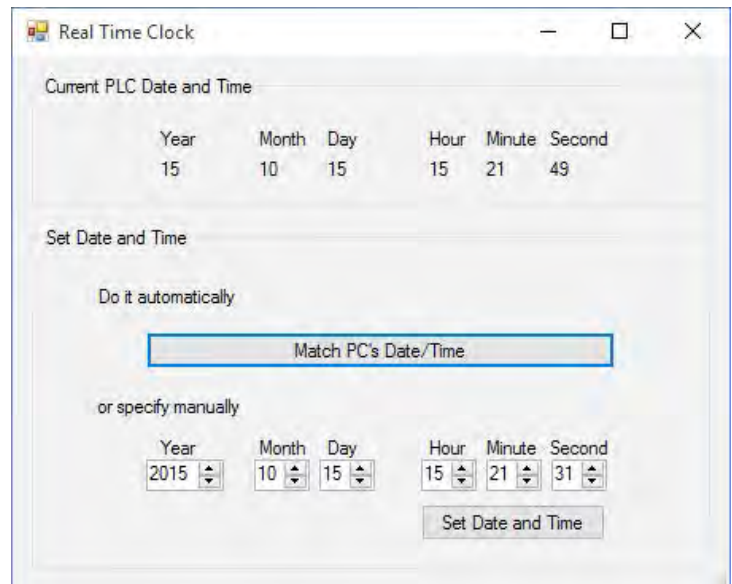 Real Time Clock
Current PLC Date and Time
Year Month Day Hour Minute Second
15 10 15 15 21 49
Set Date and Time
Do it automatically
Match PC's Date/Time
or specify manually
Year Month Day Hour Minute Second
2015 10 15 15 21 31
Set Date and Time